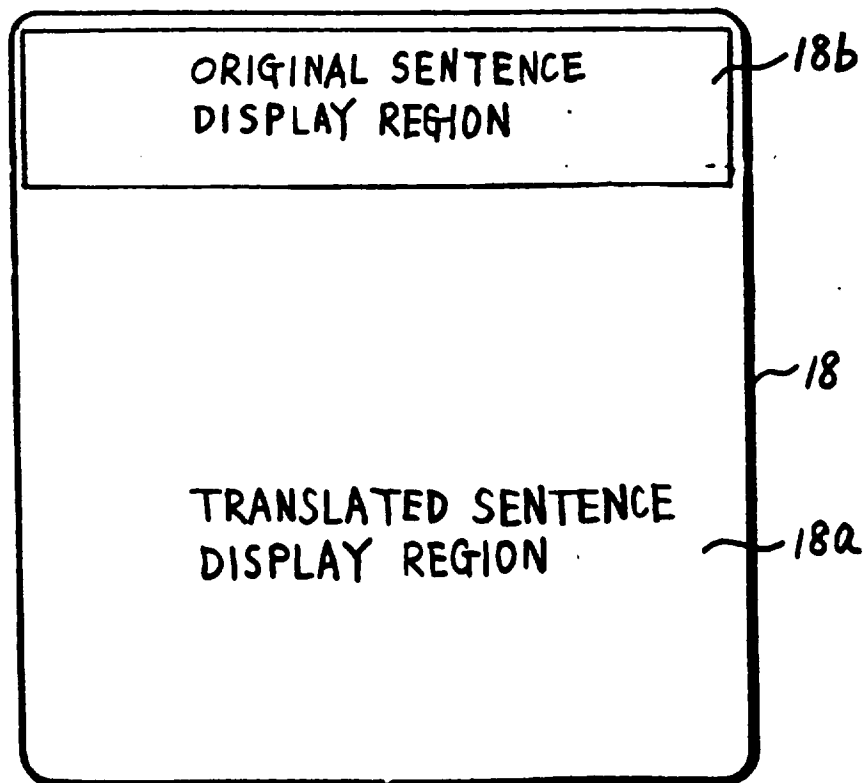 ORIGINAL SENTENCE
DISPLAY REGION
18b
18
TRANSLATED SENTENCE
DISPLAY REGION
18a